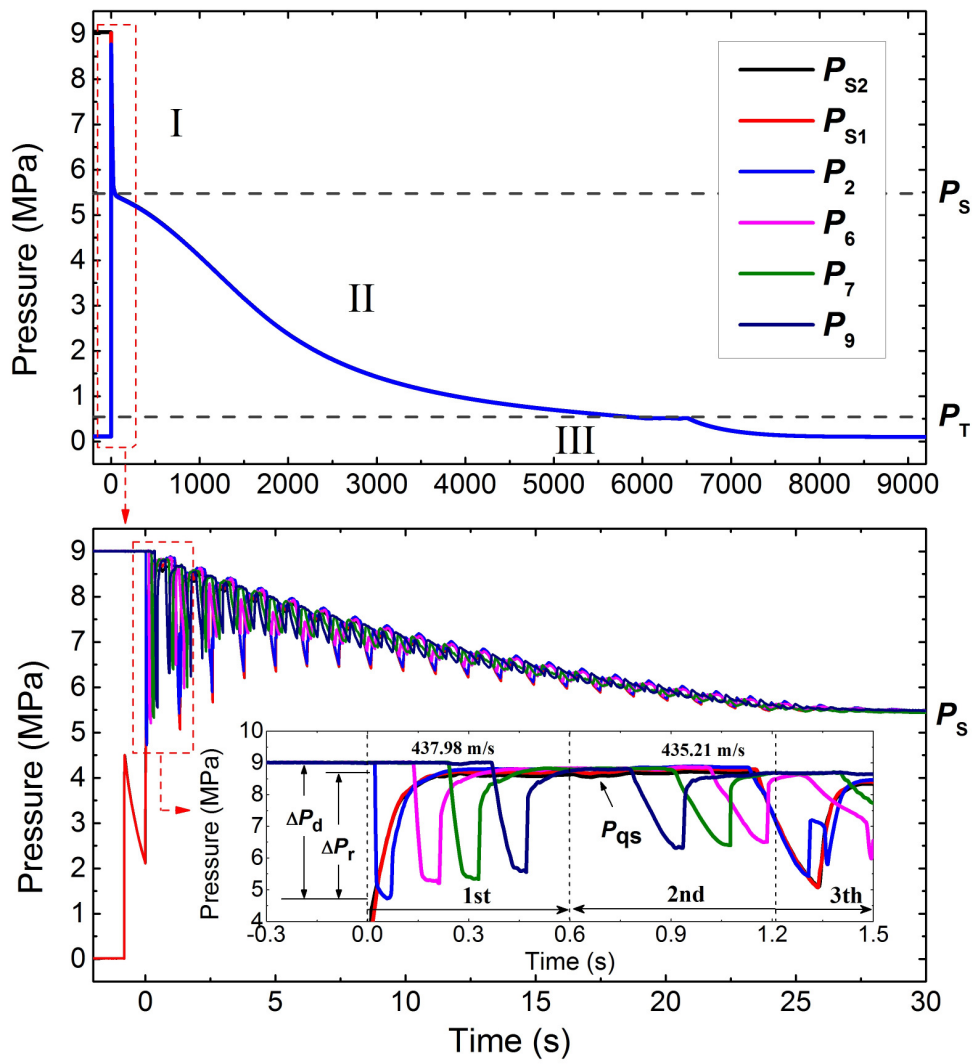 9
8
7
6
5
4
3
2
1
0
Pressure (MPa)
I
II
III
P_S2
P_S1
P_2
P_6
P_7
P_9
P_S
P_T
0 1000 2000 3000 4000 5000 6000 7000 8000 9000
9
8
7
6
5
4
3
2
1
0
Pressure (MPa)
P_S
10
9
8
7
6
5
4
Pressure (MPa)
437.98 m/s
435.21 m/s
ΔP_d
ΔP_r
P_qs
1st
2nd
3th
-0.3 0.0 0.3 0.6 0.9 1.2 1.5
Time (s)
0 5 10 15 20 25 30
Time (s)